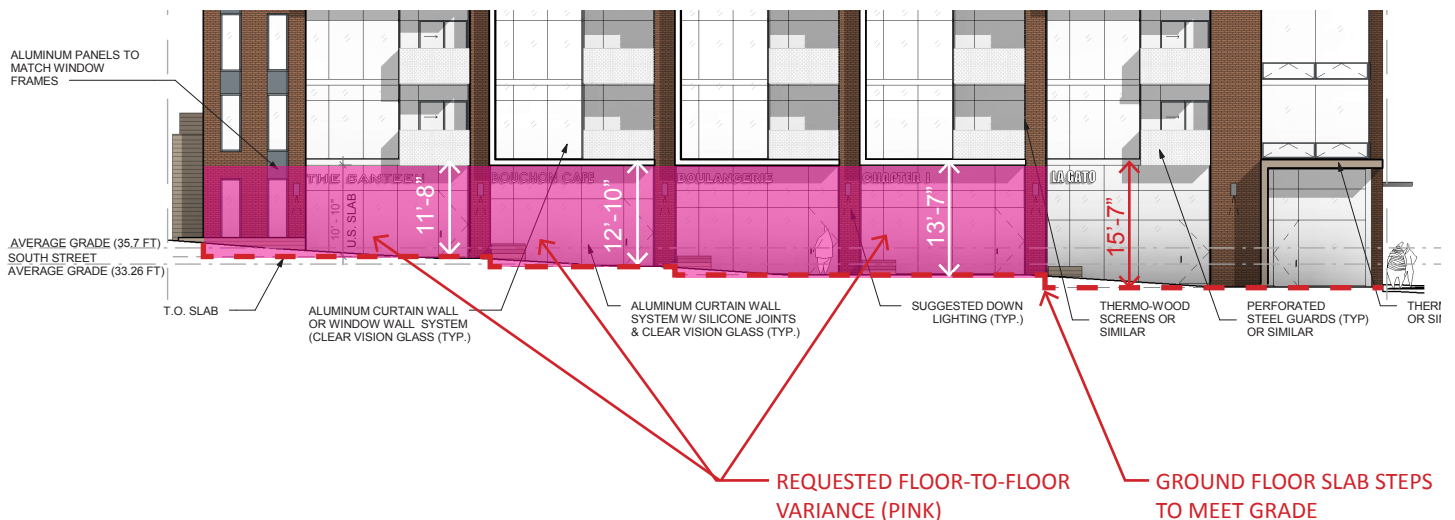 ALUMINUM PANELS TO
MATCH WINDOW
FRAMES
THE CANTEEN
BOUCHON CAFE
BOULANGERIE
CHAPTER 1
LA GATO
10' - 10"
U.S. SLAB
11'-8"
12'-10"
13'-7"
15'-7"
AVERAGE GRADE (35.7 FT)
SOUTH STREET
AVERAGE GRADE (33.26 FT)
T.O. SLAB
ALUMINUM CURTAIN WALL
OR WINDOW WALL SYSTEM
(CLEAR VISION GLASS (TYP.)
ALUMINUM CURTAIN WALL
SYSTEM W/ SILICONE JOINTS
& CLEAR VISION GLASS (TYP.)
SUGGESTED DOWN
LIGHTING (TYP.)
THERMO-WOOD
SCREENS OR
SIMILAR
PERFORATED
STEEL GUARDS (TYP)
OR SIMILAR
REQUESTED FLOOR-TO-FLOOR
VARIANCE (PINK)
GROUND FLOOR SLAB STEPS
TO MEET GRADE